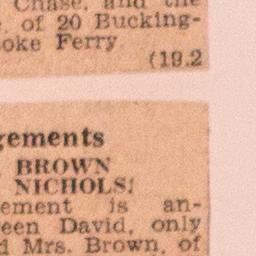 Chase, and the
of 20 Bucking-
oke Ferry
(19.2
gements
BROWN
NICHOLS:
ement is an-
een David, only
d Mrs. Brown, of